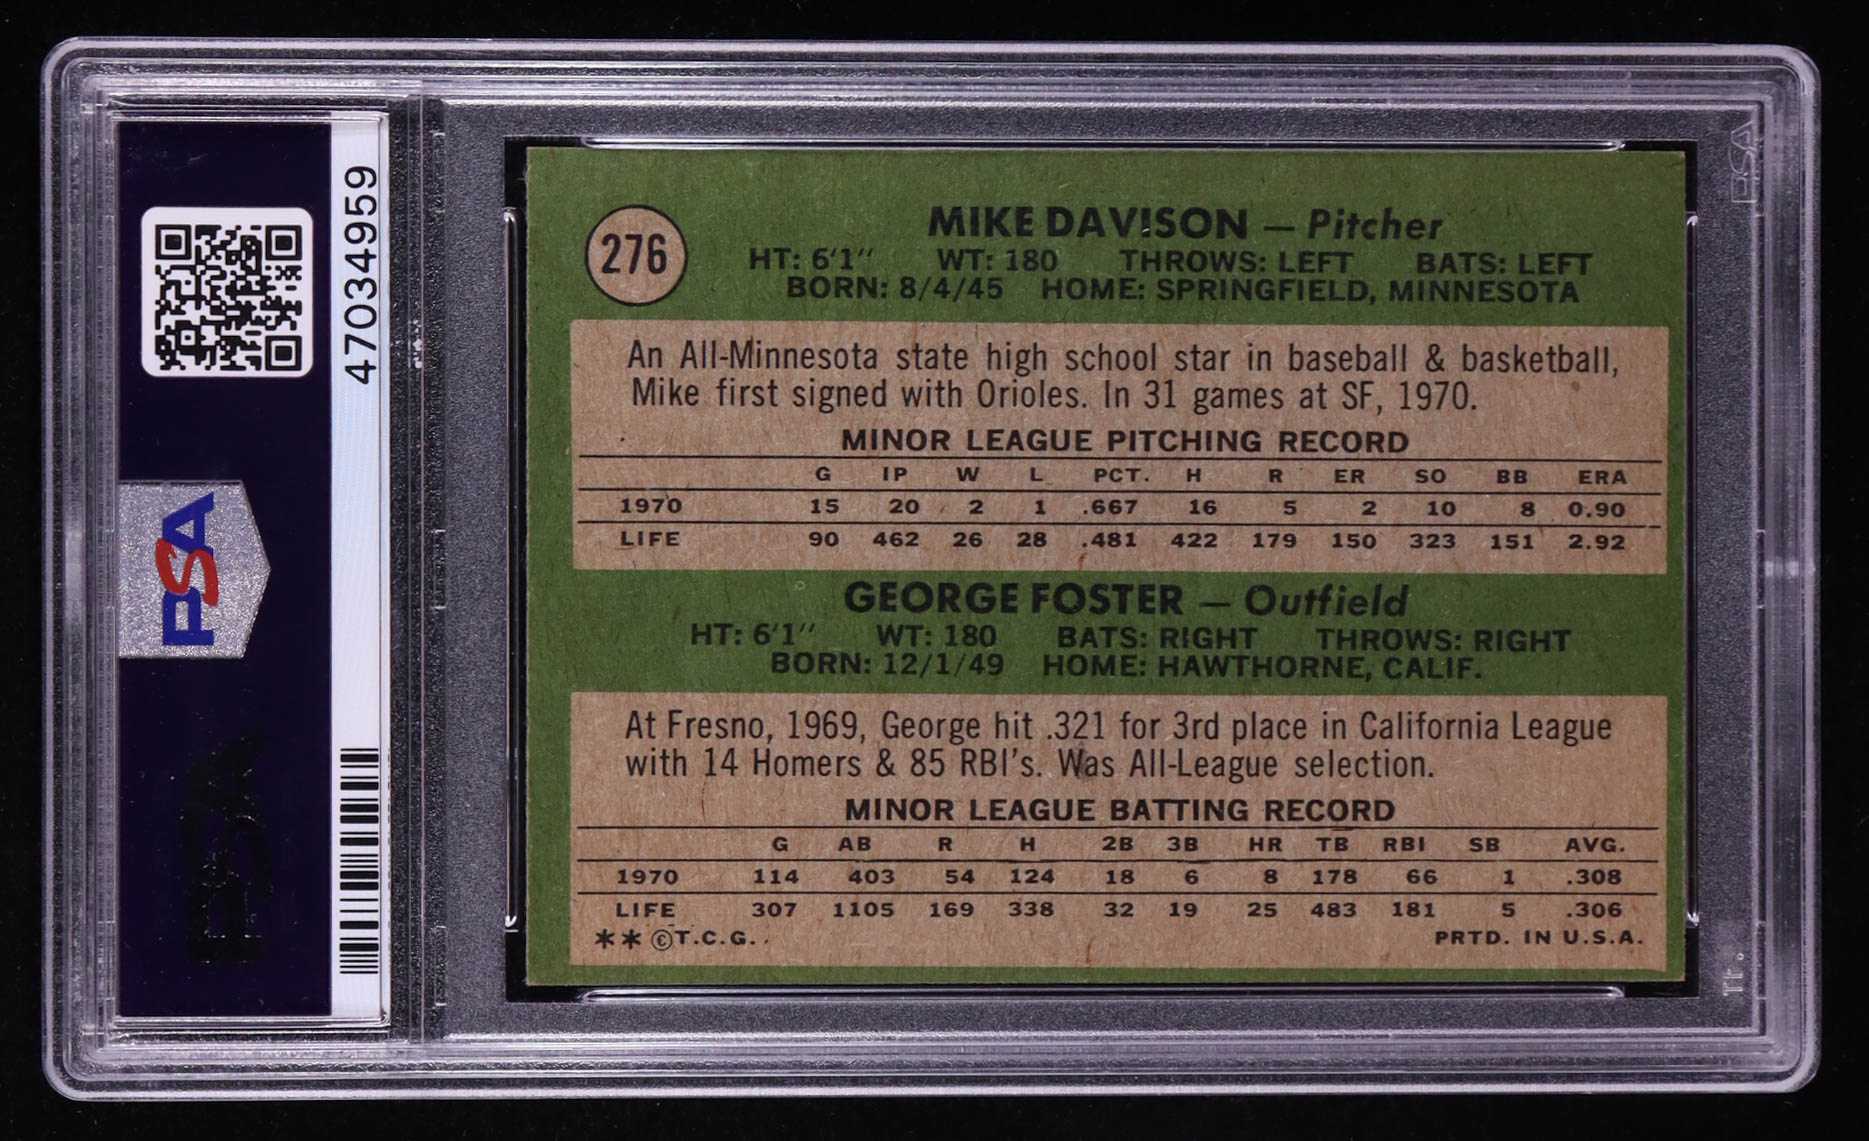 47034959
PSA
PSA
PSA
276
MIKE DAVISON — Pitcher
HT: 6'1" WT: 180 THROWS: LEFT BATS: LEFT
BORN: 8/4/45 HOME: SPRINGFIELD, MINNESOTA
An All-Minnesota state high school star in baseball & basketball,
Mike first signed with Orioles. In 31 games at SF, 1970.
MINOR LEAGUE PITCHING RECORD
G IP W L PCT. H R ER SO BB ERA
1970 15 20 2 1 .667 16 5 2 10 8 0.90
LIFE 90 462 26 28 .481 422 179 150 323 151 2.92
GEORGE FOSTER — Outfield
HT: 6'1" WT: 180 BATS: RIGHT THROWS: RIGHT
BORN: 12/1/49 HOME: HAWTHORNE, CALIF.
At Fresno, 1969, George hit .321 for 3rd place in California League
with 14 Homers & 85 RBI's. Was All-League selection.
MINOR LEAGUE BATTING RECORD
G AB R H 2B 3B HR TB RBI SB AVG.
1970 114 403 54 124 18 6 8 178 66 1 .308
LIFE 307 1105 169 338 32 19 25 483 181 5 .306
** ©T.C.G. PRTD. IN U.S.A.